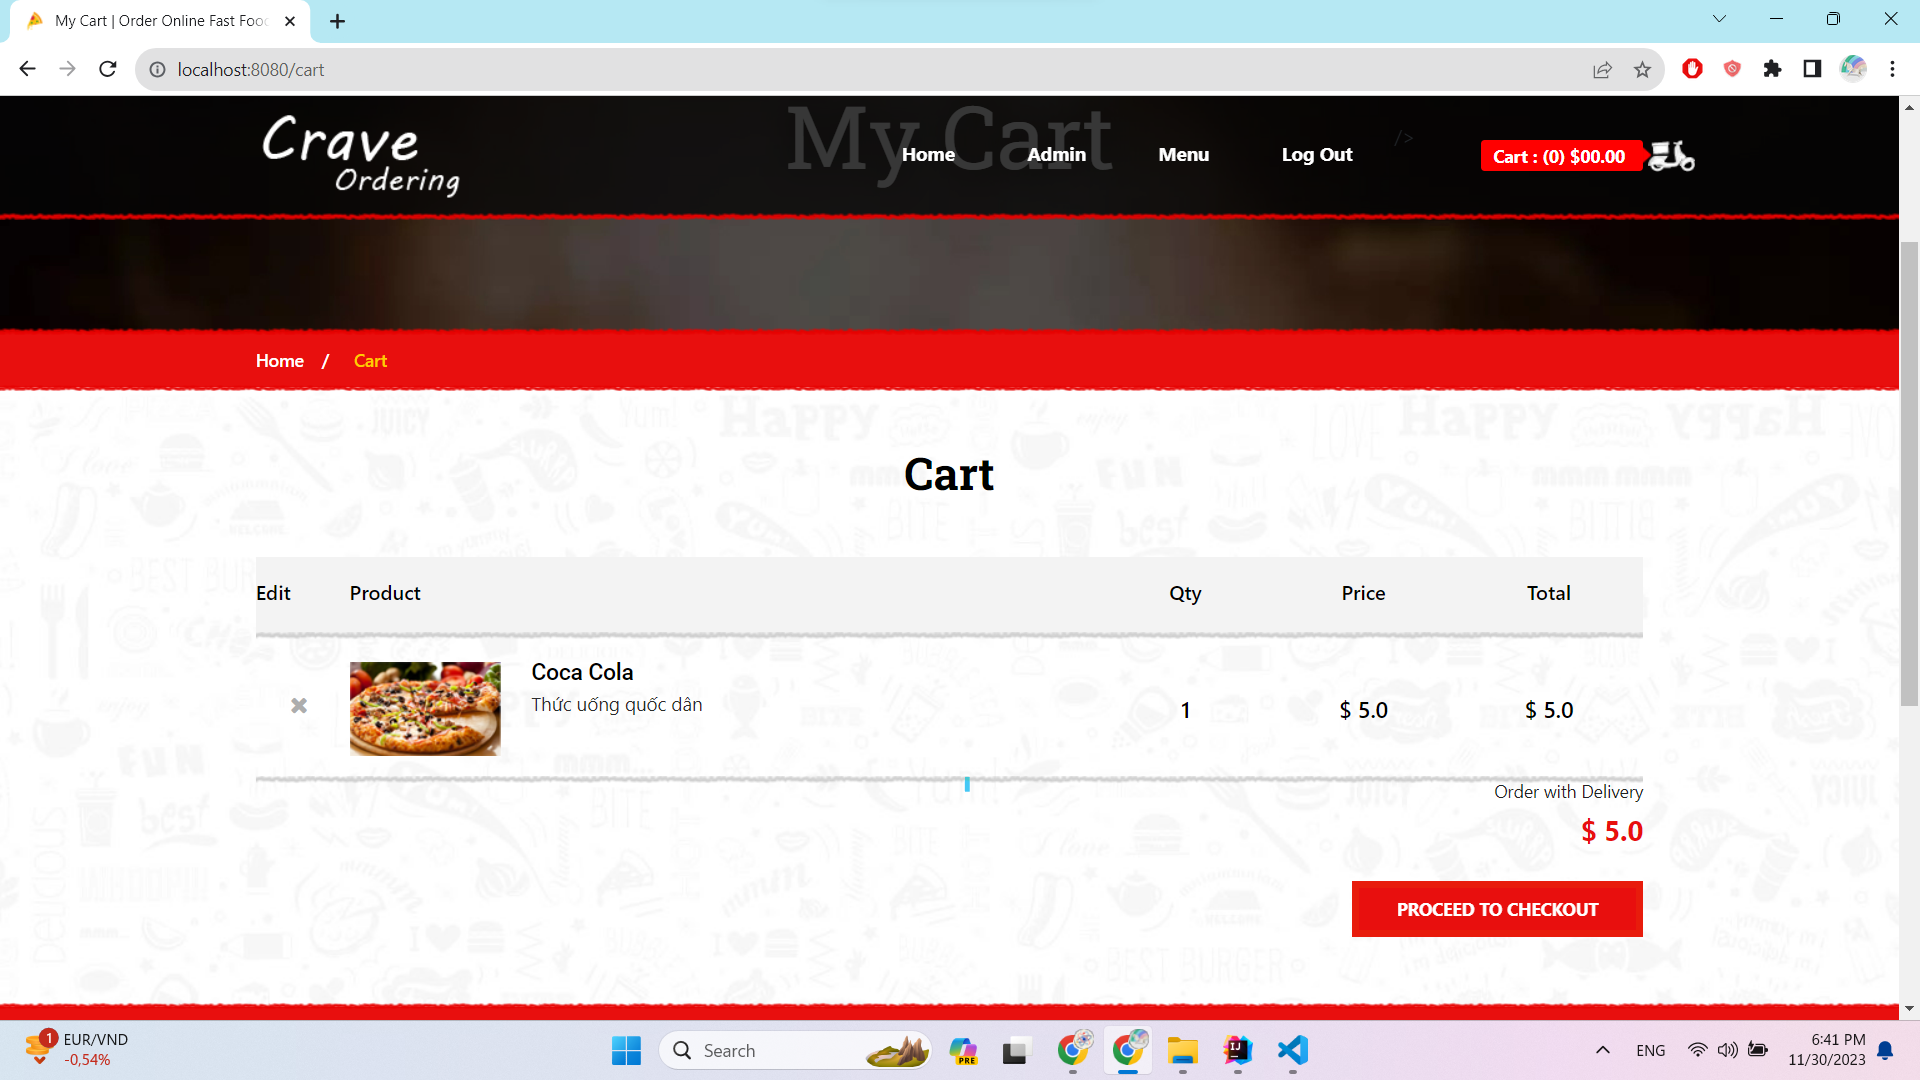 My Cart | Order Online Fast Food
localhost:8080/cart
My Cart
Crave
Ordering
Home
Admin
Menu
Log Out
/>
Cart : (0) $00.00
Home / Cart
Cart
Edit Product Qty Price Total
Coca Cola
Thức uống quốc dân
1 $ 5.0 $ 5.0
Order with Delivery
$ 5.0
PROCEED TO CHECKOUT
1
EUR/VND
-0,54%
Search
PRE
IJ
ENG
6:41 PM
11/30/2023